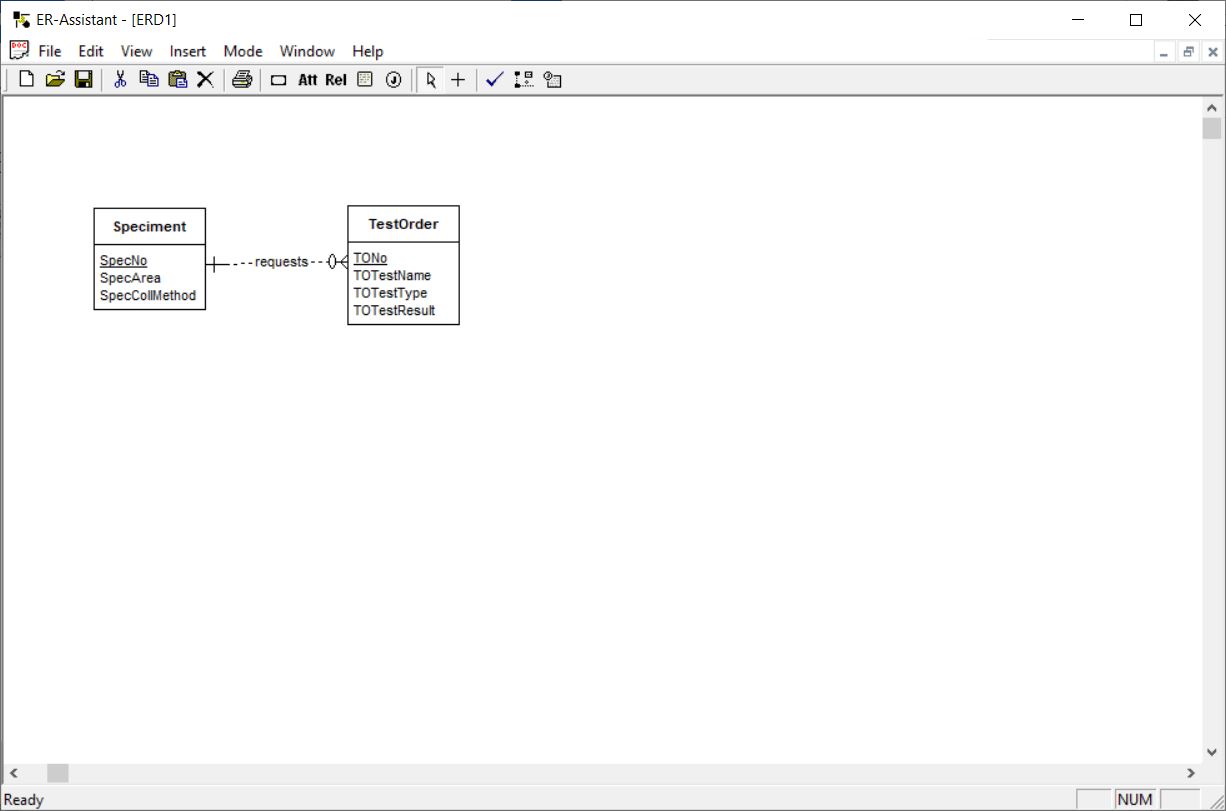 ER-Assistant - [ERD1]
File Edit View Insert Mode Window Help
Att Rel
Speciment
SpecNo
SpecArea
SpecCollMethod
requests
TestOrder
TONo
TOTestName
TOTestType
TOTestResult
Ready
NUM